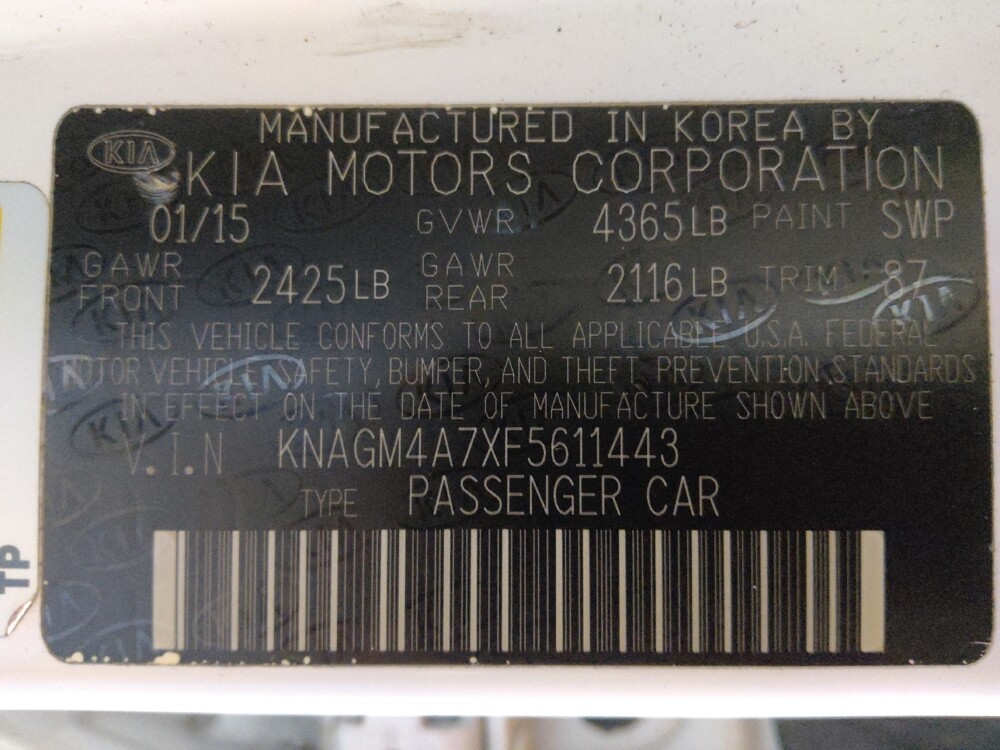 KIA
MANUFACTURED IN KOREA BY
KIA MOTORS CORPORATION
01/15 GVWR 4365LB PAINT SWP
GAWR FRONT 2425LB GAWR REAR 2116LB TRIM 87
THIS VEHICLE CONFORMS TO ALL APPLICABLE U.S.A. FEDERAL
MOTOR VEHICLE SAFETY, BUMPER, AND THEFT PREVENTION STANDARDS
IN EFFECT ON THE DATE OF MANUFACTURE SHOWN ABOVE
V.I.N KNAGM4A7XF5611443
TYPE PASSENGER CAR
TP